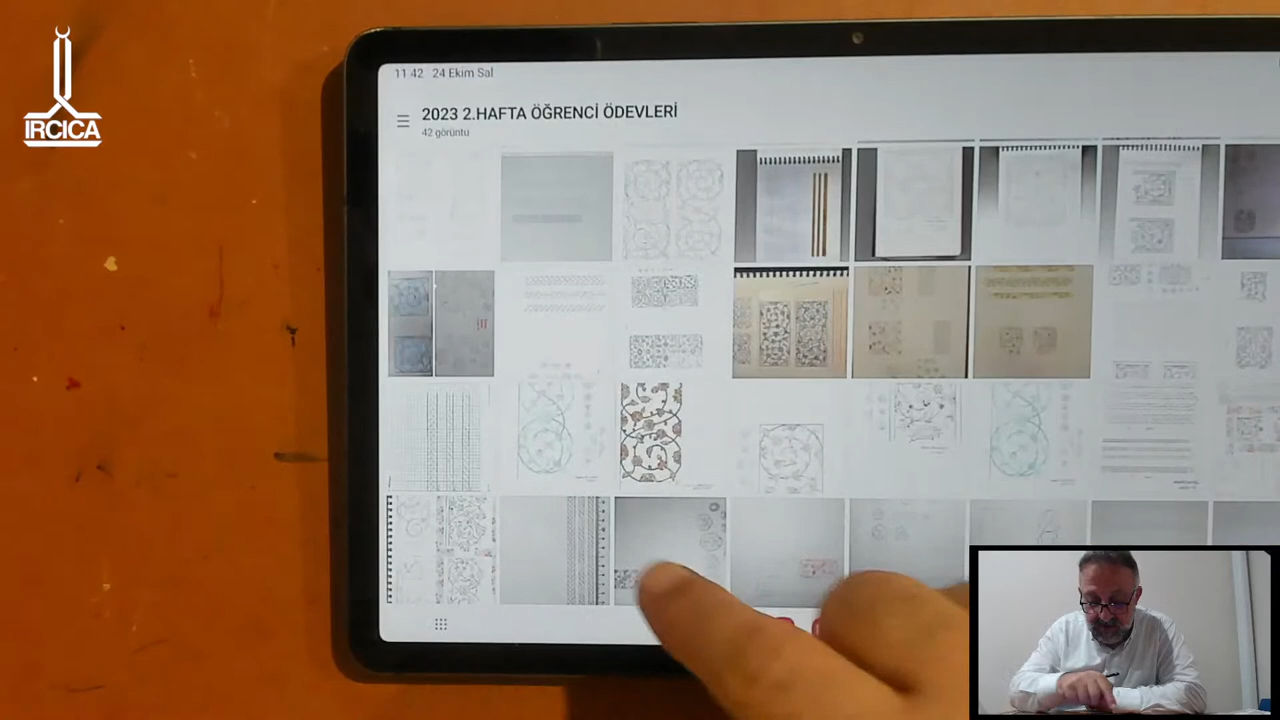 IRCICA
11:42 24 Ekim Sal
2023 2.HAFTA ÖĞRENCİ ÖDEVLERİ
42 görüntü